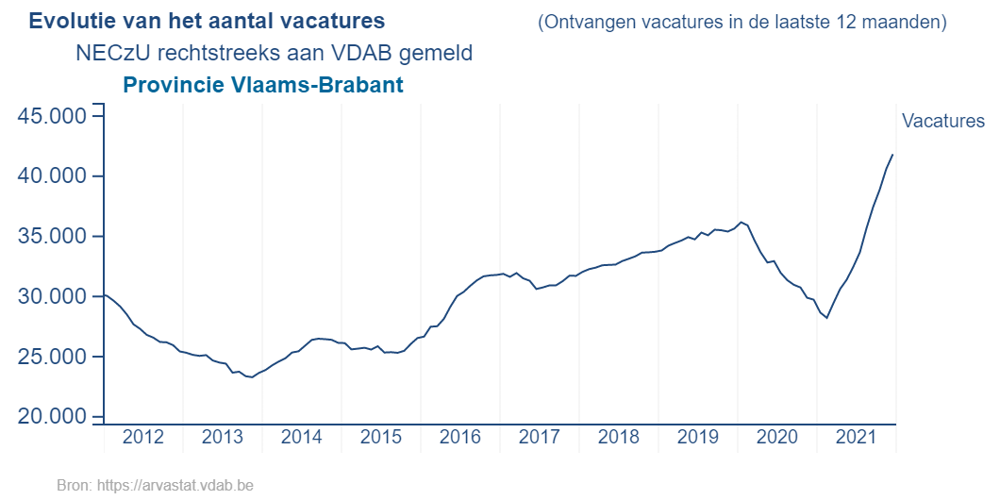 Evolutie van het aantal vacatures
(Ontvangen vacatures in de laatste 12 maanden)
NECzU rechtstreeks aan VDAB gemeld
Provincie Vlaams-Brabant
45.000
Vacatures
40.000
35.000
30.000
25.000
20.000
2012 2013 2014 2015 2016 2017 2018 2019 2020 2021
Bron: https://arvastat.vdab.be